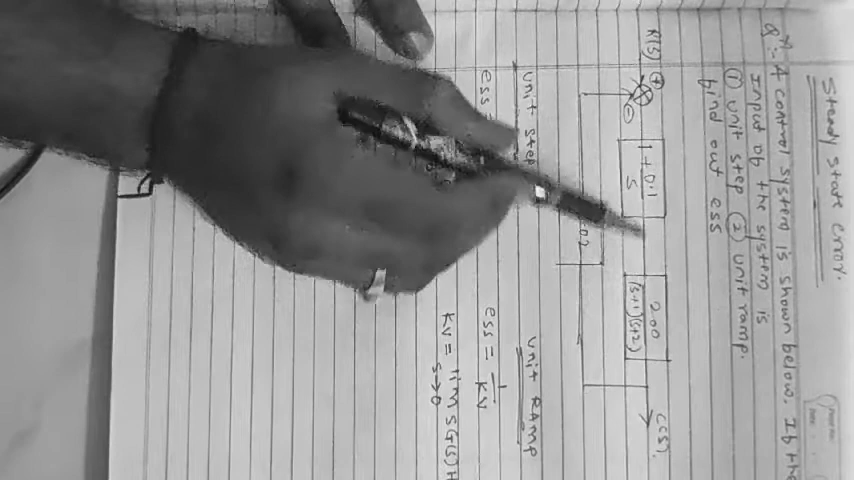 Steady state error.
Q:- A control system is shown below. If the
input of the system is
① unit step ② unit ramp.
find out ess
R(s) + 1 + 0.1 200 C(s).
- S (s+1)(s+2)
0.2
unit step unit RAMP
ess ess = 1
Kv
Kv = lim SG(s)H
s→0